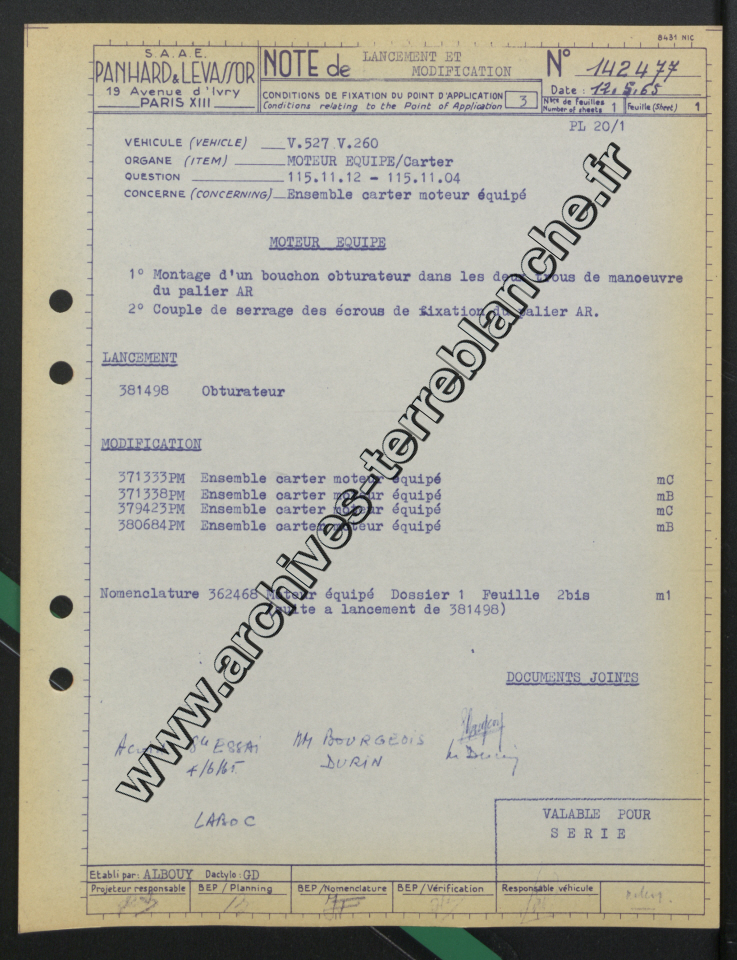 8431 NIC
S.A.A.E.
PANHARD & LEVASSOR
19 Avenue d'Ivry
PARIS XIII
NOTE de LANCEMENT ET
MODIFICATION
CONDITIONS DE FIXATION DU POINT D'APPLICATION
Conditions relating to the Point of Application
3
N° 142477
Date : 12.5.65
Nbre de feuilles
Number of sheets 1
Feuille (Sheet) 1
PL 20/1
VEHICULE (VEHICLE) V.527 V.260
ORGANE (ITEM) MOTEUR EQUIPE/Carter
QUESTION 115.11.12 - 115.11.04
CONCERNE (CONCERNING) Ensemble carter moteur équipé
MOTEUR EQUIPE
1° Montage d'un bouchon obturateur dans les deux trous de manoeuvre
du palier AR
2° Couple de serrage des écrous de fixation du palier AR.
LANCEMENT
381498 Obturateur
MODIFICATION
371333PM Ensemble carter moteur équipé mC
371338PM Ensemble carter moteur équipé mB
379423PM Ensemble carter moteur équipé mC
380684PM Ensemble carter moteur équipé mB
Nomenclature 362468 Moteur équipé Dossier 1 Feuille 2bis m1
(suite a lancement de 381498)
DOCUMENTS JOINTS
ESSAI
4/6/65
MM BOURGEOIS
DURIN
LABOC
VALABLE POUR
SERIE
Etabli par: ALBOUY Dactylo: GD
Projeteur responsable
BEP / Planning
BEP / Nomenclature
BEP / Vérification
Responsable véhicule
www.archives-terreblanche.fr